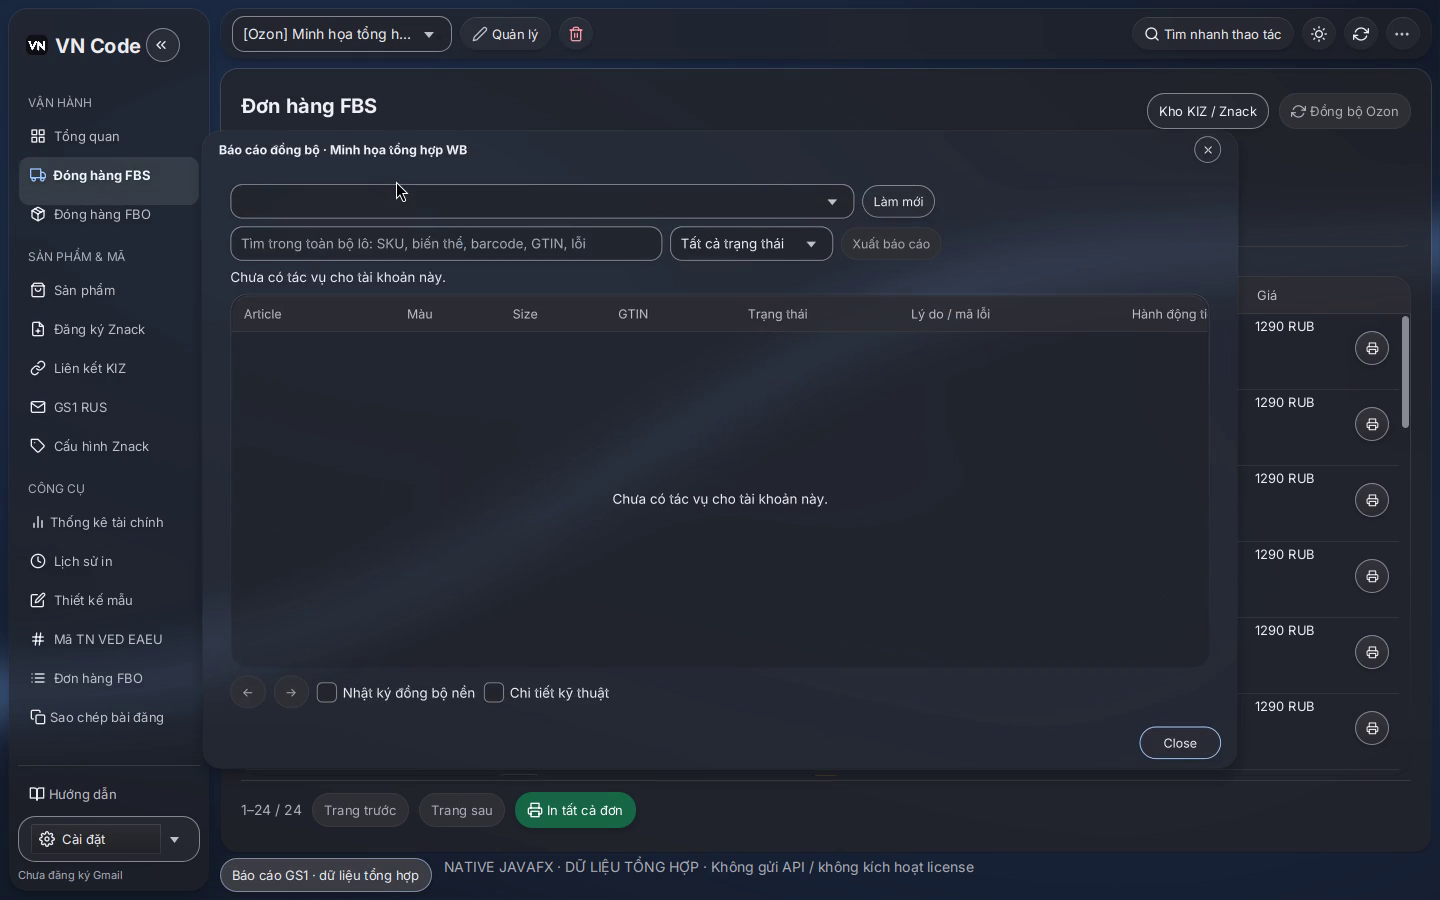 VN Code
VẬN HÀNH
Tổng quan
Đóng hàng FBS
Đóng hàng FBO
SẢN PHẨM & MÃ
Sản phẩm
Đăng ký Znack
Liên kết KIZ
GS1 RUS
Cấu hình Znack
CÔNG CỤ
Thống kê tài chính
Lịch sử in
Thiết kế mẫu
Mã TN VED EAEU
Đơn hàng FBO
Sao chép bài đăng
Hướng dẫn
Cài đặt
Chưa đăng ký Gmail
[Ozon] Minh họa tổng h...
Quản lý
Tìm nhanh thao tác
Đơn hàng FBS
Kho KIZ / Znack
Đồng bộ Ozon
Báo cáo đồng bộ · Minh họa tổng hợp WB
Làm mới
Tìm trong toàn bộ lô: SKU, biến thể, barcode, GTIN, lỗi
Tất cả trạng thái
Xuất báo cáo
Chưa có tác vụ cho tài khoản này.
Article Màu Size GTIN Trạng thái Lý do / mã lỗi Hành động ti
Chưa có tác vụ cho tài khoản này.
Nhật ký đồng bộ nền
Chi tiết kỹ thuật
Close
Giá
1290 RUB
1290 RUB
1290 RUB
1290 RUB
1290 RUB
1290 RUB
1–24 / 24
Trang trước
Trang sau
In tất cả đơn
Báo cáo GS1 · dữ liệu tổng hợp
NATIVE JAVAFX · DỮ LIỆU TỔNG HỢP · Không gửi API / không kích hoạt license